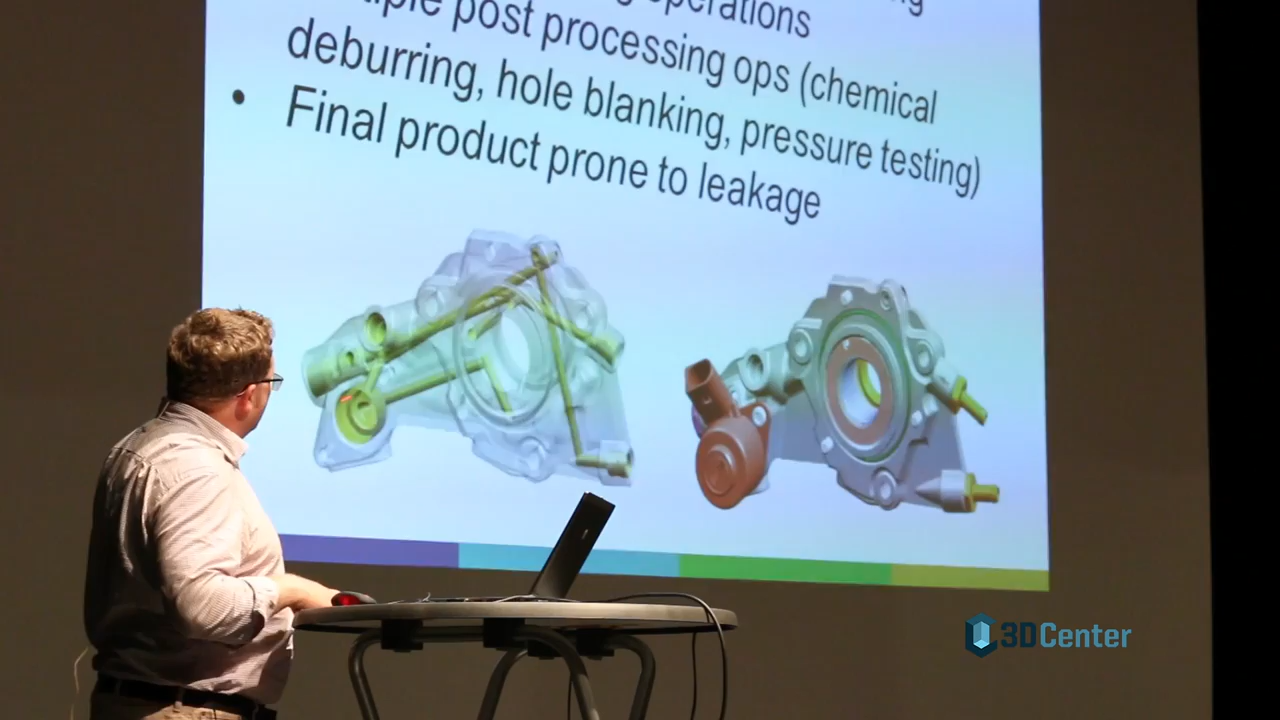 operations
post processing ops (chemical
deburring, hole blanking, pressure testing)
• Final product prone to leakage
3DCenter